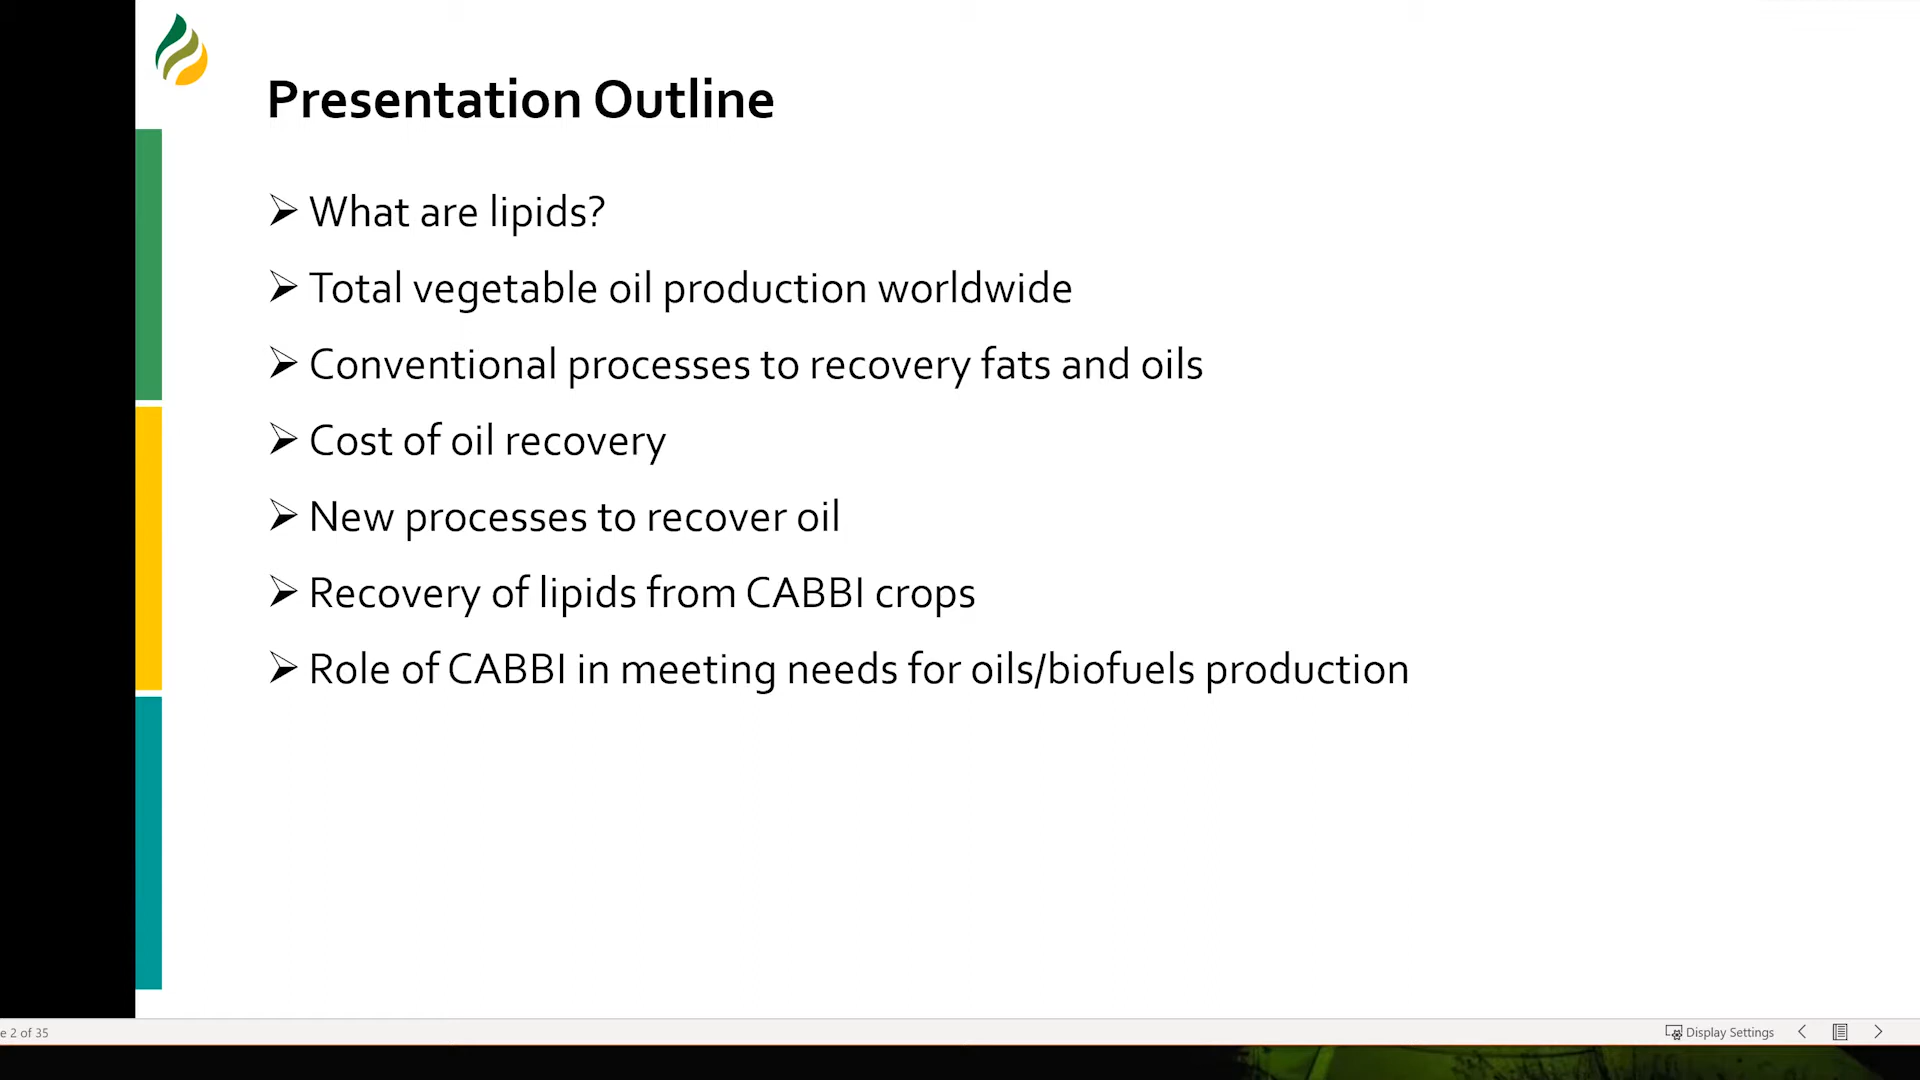 Presentation Outline
➢ What are lipids?
➢ Total vegetable oil production worldwide
➢ Conventional processes to recovery fats and oils
➢ Cost of oil recovery
➢ New processes to recover oil
➢ Recovery of lipids from CABBI crops
➢ Role of CABBI in meeting needs for oils/biofuels production
e 2 of 35
Display Settings